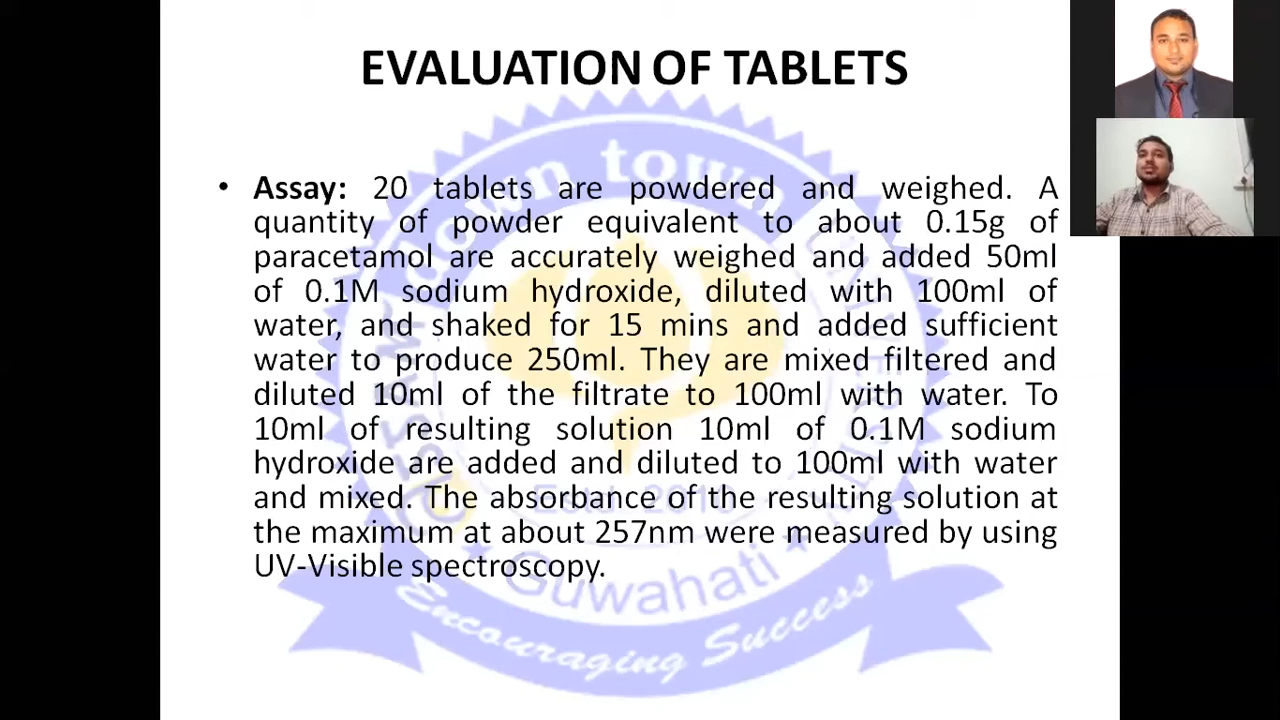 EVALUATION OF TABLETS
• Assay: 20 tablets are powdered and weighed. A
quantity of powder equivalent to about 0.15g of
paracetamol are accurately weighed and added 50ml
of 0.1M sodium hydroxide, diluted with 100ml of
water, and shaked for 15 mins and added sufficient
water to produce 250ml. They are mixed filtered and
diluted 10ml of the filtrate to 100ml with water. To
10ml of resulting solution 10ml of 0.1M sodium
hydroxide are added and diluted to 100ml with water
and mixed. The absorbance of the resulting solution at
the maximum at about 257nm were measured by using
UV-Visible spectroscopy.
down town
Guwahati
Encouraging Success